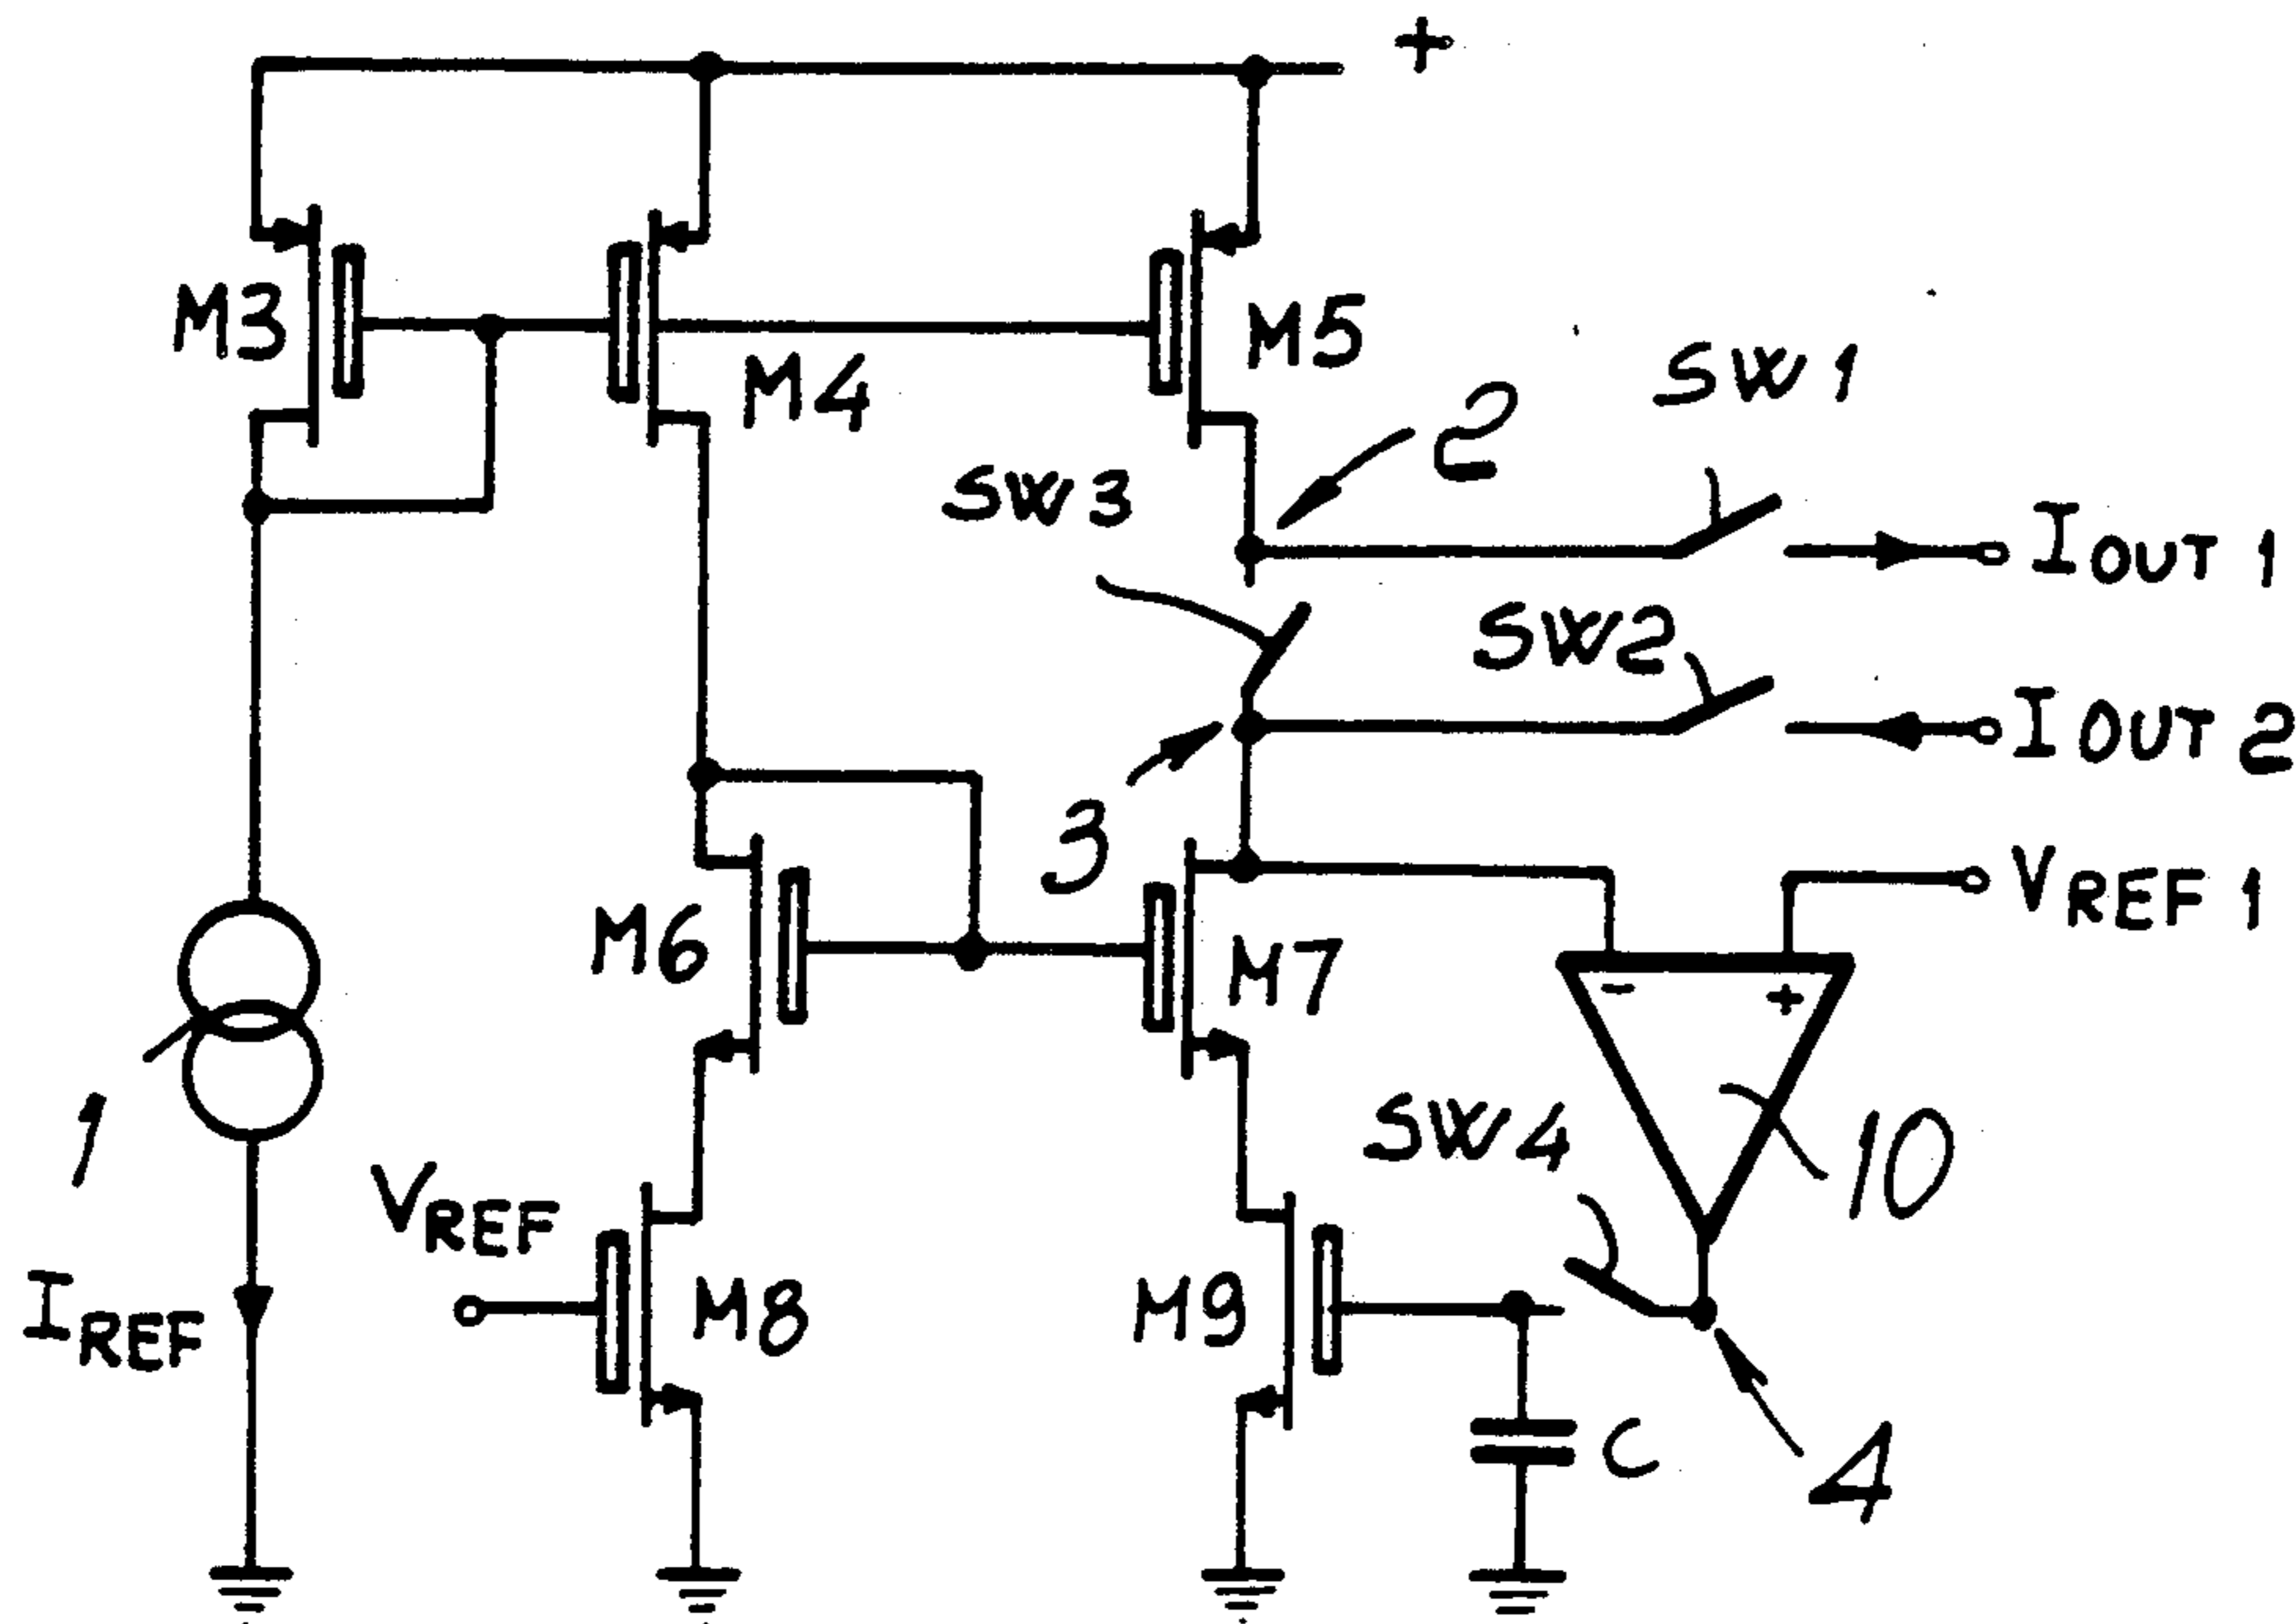 +
M3
M4
M5
SW1
2
SW3
IOUT 1
SW2
IOUT 2
3
VREF 1
M6
M7
- +
1
SW4
10
VREF
IREF
M8
M9
C
4